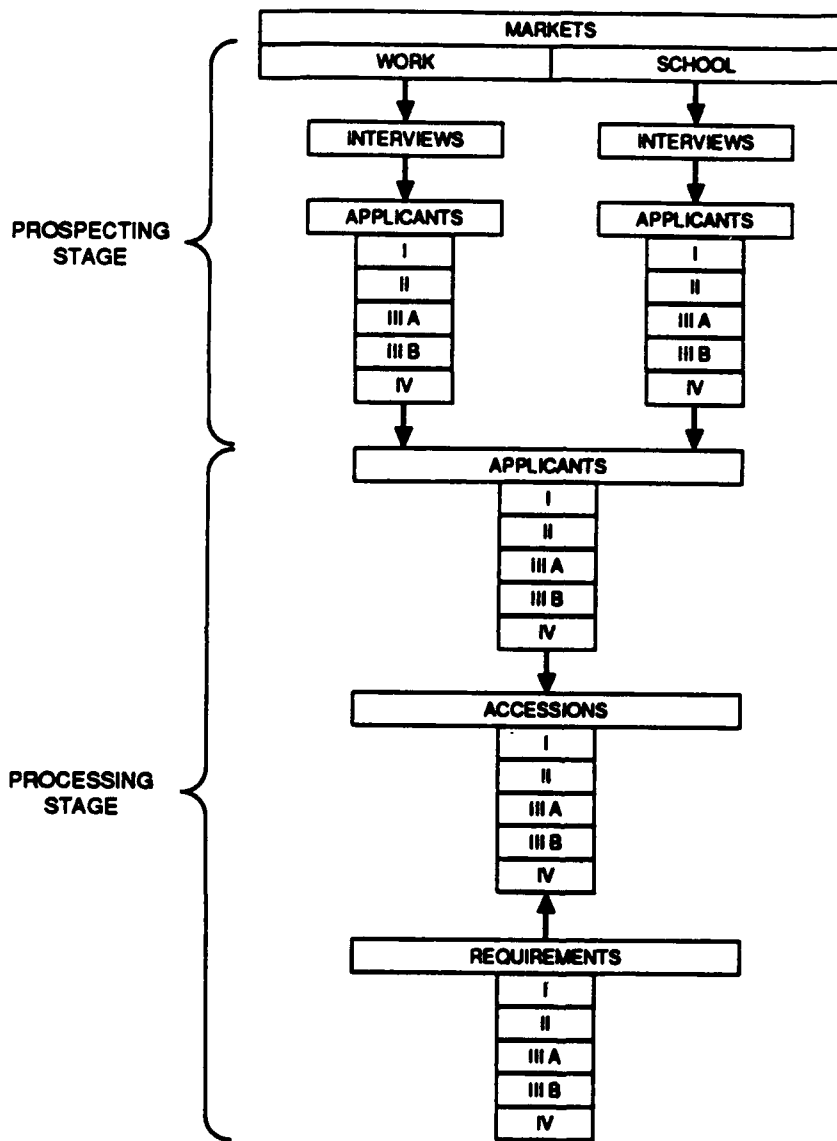 MARKETS
WORK
SCHOOL
INTERVIEWS
INTERVIEWS
APPLICANTS
APPLICANTS
PROSPECTING
STAGE
I
I
II
II
III A
III A
III B
III B
IV
IV
APPLICANTS
I
II
III A
III B
IV
ACCESSIONS
PROCESSING
STAGE
I
II
III A
III B
IV
REQUIREMENTS
I
II
III A
III B
IV